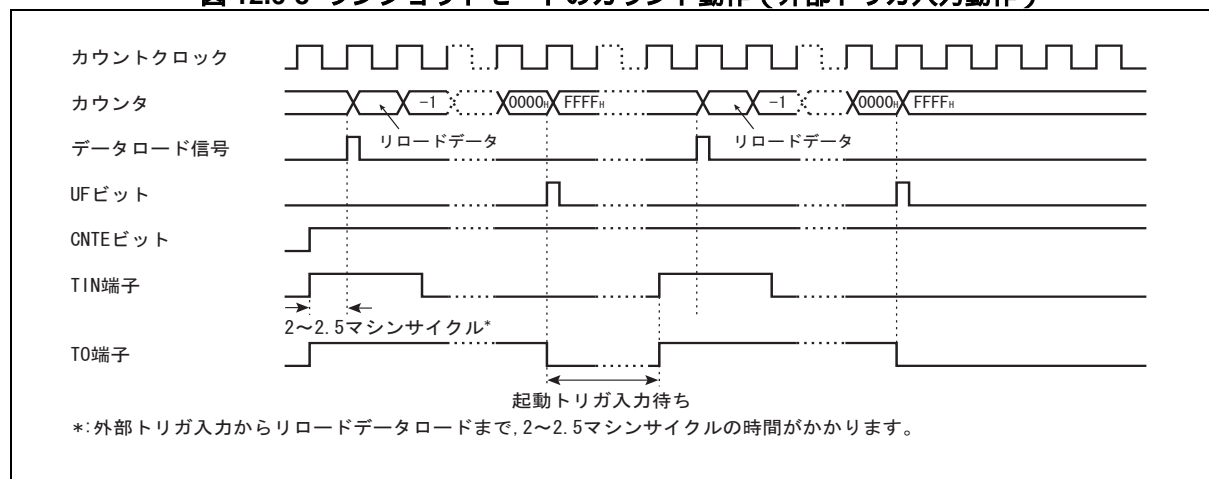 カウントクロック
カウンタ
-1
0000H
FFFFH
-1
0000H
FFFFH
リロードデータ
リロードデータ
データロード信号
UFビット
CNTEビット
TIN端子
2～2.5マシンサイクル*
TO端子
起動トリガ入力待ち
*:外部トリガ入力からリロードデータロードまで,2～2.5マシンサイクルの時間がかかります。